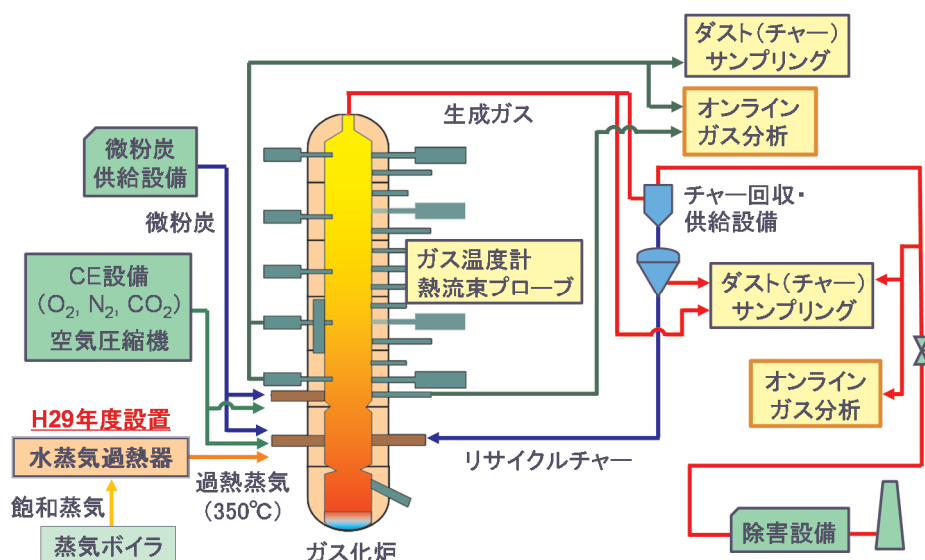 ダスト(チャー)
サンプリング
生成ガス
オンライン
ガス分析
微粉炭
供給設備
微粉炭
チャー回収・
供給設備
CE設備
(O₂, N₂, CO₂)
空気圧縮機
ガス温度計
熱流束プローブ
ダスト(チャー)
サンプリング
オンライン
ガス分析
H29年度設置
水蒸気過熱器
過熱蒸気
(350℃)
リサイクルチャー
飽和蒸気
蒸気ボイラ
ガス化炉
除害設備